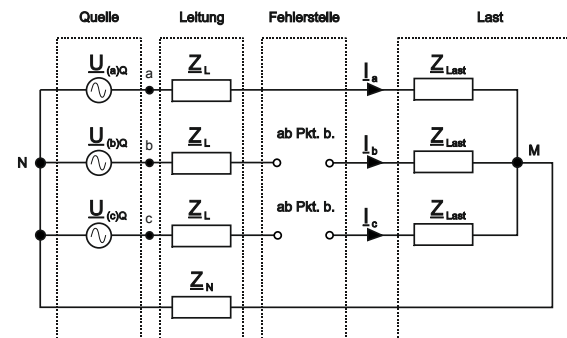 Quelle Leitung Fehlerstelle Last
U(a)Q a ZL Ia ZLast
ab Pkt. b.
U(b)Q b ZL Ib ZLast
N M
ab Pkt. b.
U(c)Q c ZL Ic ZLast
ZN